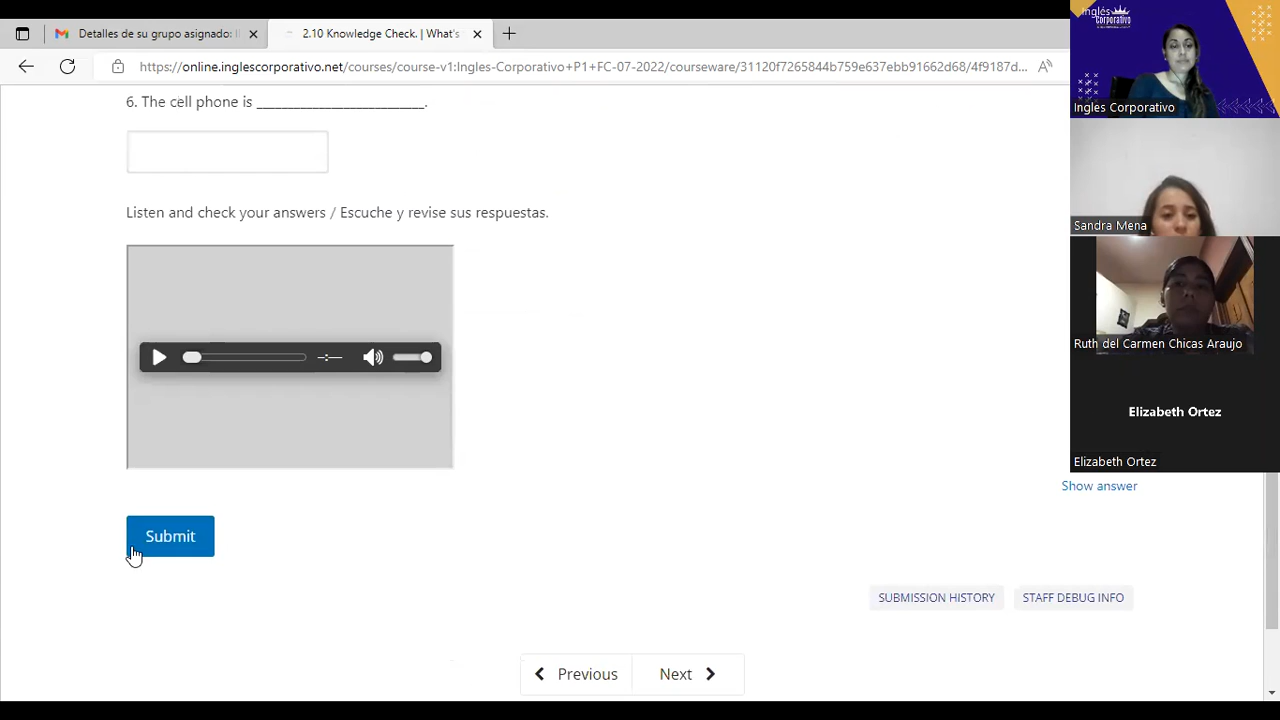 Detalles de su grupo asignado: I
2.10 Knowledge Check. | What's
https://online.inglescorporativo.net/courses/course-v1:Ingles-Corporativo+P1+FC-07-2022/courseware/31120f7265844b759e637ebb91662d68/4f9187d...
6. The cell phone is _________________________.
Listen and check your answers / Escuche y revise sus respuestas.
Show answer
Submit
SUBMISSION HISTORY
STAFF DEBUG INFO
Previous
Next
Inglés
Corporativo
Ingles Corporativo
Sandra Mena
Ruth del Carmen Chicas Araujo
Elizabeth Ortez
Elizabeth Ortez